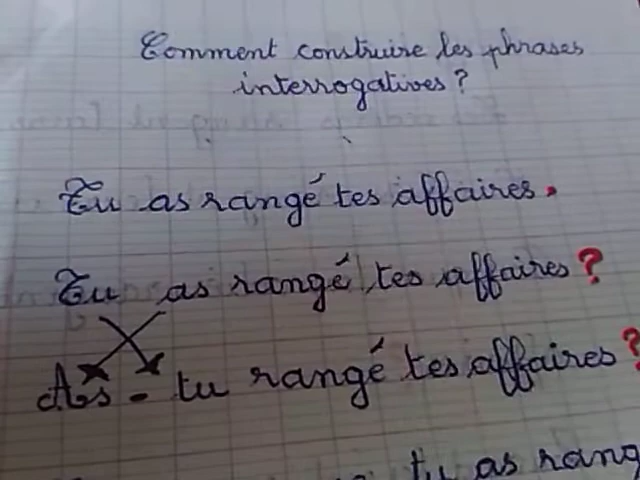 Comment construire les phrases
interrogatives ?
Tu as rangé tes affaires.
Tu as rangé tes affaires ?
As-tu rangé tes affaires ?
tu as rang